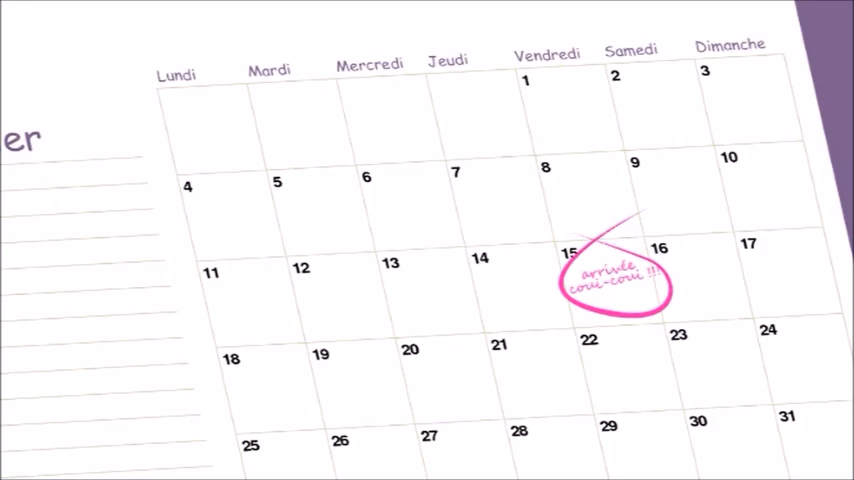 Lundi Mardi Mercredi Jeudi Vendredi Samedi Dimanche
1 2 3
er
4 5 6 7 8 9 10
11 12 13 14 15 16 17
arrivée
coui-coui !!!
18 19 20 21 22 23 24
25 26 27 28 29 30 31